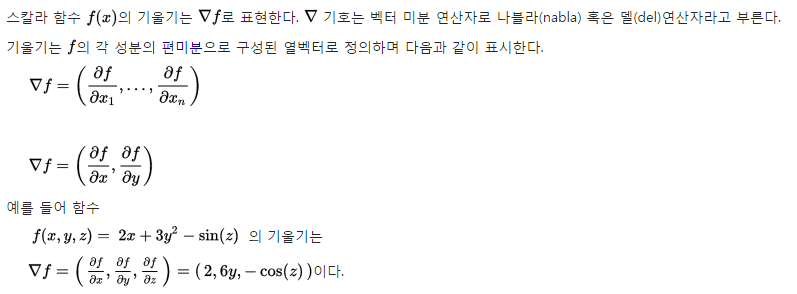 스칼라 함수 f(x)의 기울기는 ∇f로 표현한다. ∇ 기호는 벡터 미분 연산자로 나블라(nabla) 혹은 델(del)연산자라고 부른다.
기울기는 f의 각 성분의 편미분으로 구성된 열벡터로 정의하며 다음과 같이 표시한다.
∇f = (∂f/∂x₁, . . . , ∂f/∂xₙ)
∇f = (∂f/∂x, ∂f/∂y)
예를 들어 함수
f(x, y, z) = 2x + 3y² − sin(z) 의 기울기는
∇f = (∂f/∂x, ∂f/∂y, ∂f/∂z) = (2, 6y, − cos(z))이다.